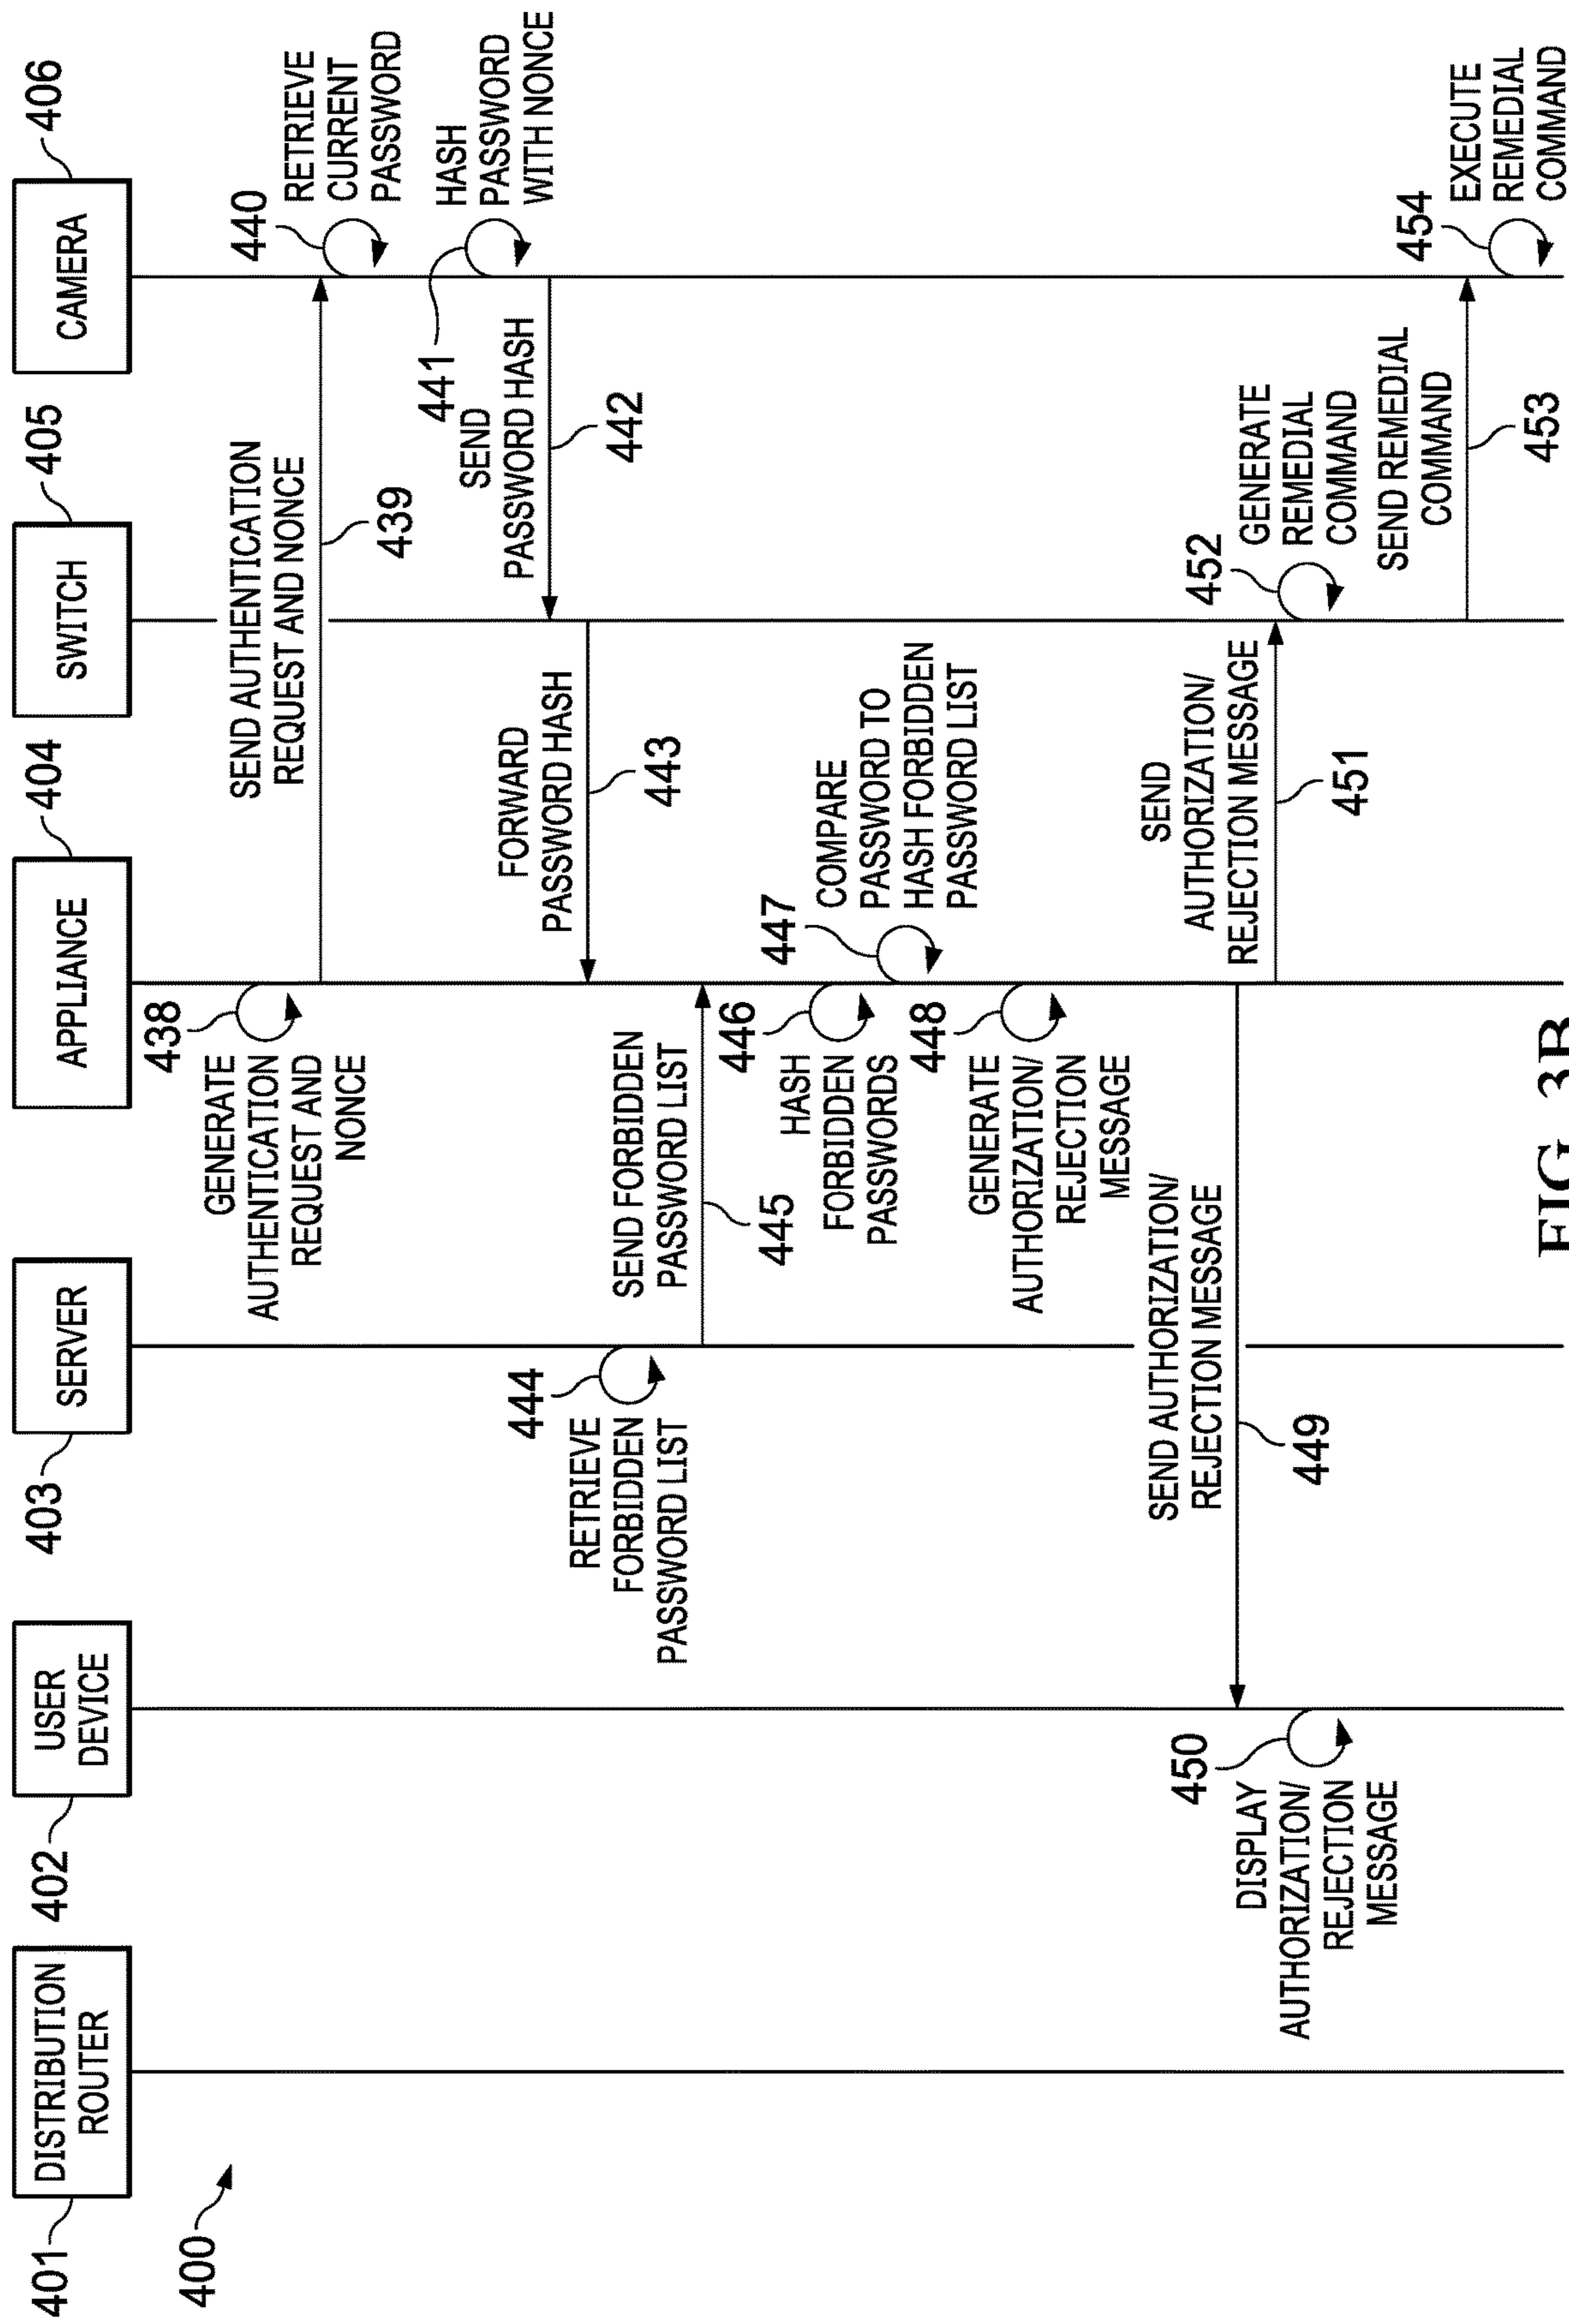 401
DISTRIBUTION
ROUTER
402
USER
DEVICE
403
SERVER
404
APPLIANCE
405
SWITCH
406
CAMERA
400
438
GENERATE
AUTHENTICATION
REQUEST AND
NONCE
SEND AUTHENTICATION
REQUEST AND NONCE
439
440
RETRIEVE
CURRENT
PASSWORD
441
HASH
PASSWORD
WITH NONCE
SEND
PASSWORD HASH
442
FORWARD
PASSWORD HASH
443
444
RETRIEVE
FORBIDDEN
PASSWORD LIST
SEND FORBIDDEN
PASSWORD LIST
445
446
HASH
FORBIDDEN
PASSWORDS
447
COMPARE
PASSWORD TO
HASH FORBIDDEN
PASSWORD LIST
448
GENERATE
AUTHORIZATION/
REJECTION
MESSAGE
SEND AUTHORIZATION/
REJECTION MESSAGE
449
450
DISPLAY
AUTHORIZATION/
REJECTION
MESSAGE
SEND
AUTHORIZATION/
REJECTION MESSAGE
451
452
GENERATE
REMEDIAL
COMMAND
SEND REMEDIAL
COMMAND
453
454
EXECUTE
REMEDIAL
COMMAND
FIG. 3B